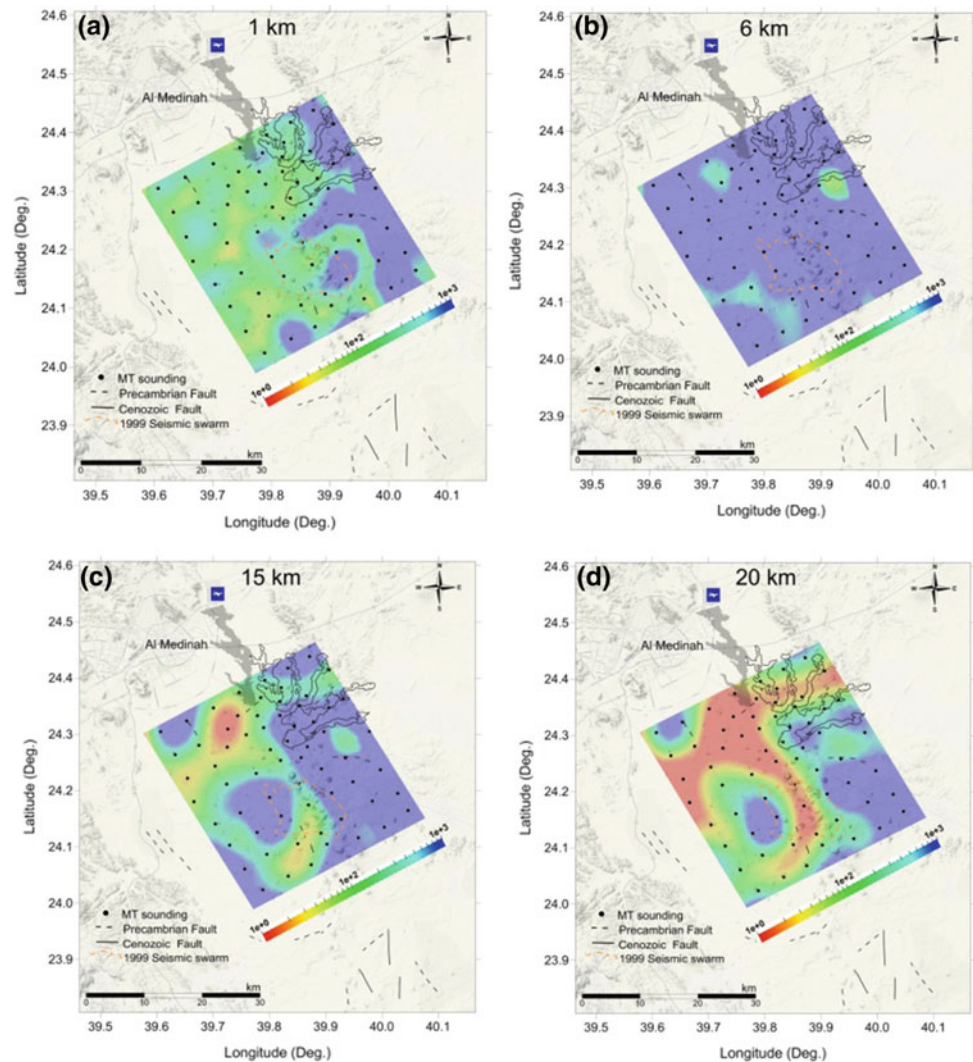 (a)
1 km
24.6
24.5
24.4
24.3
24.2
24.1
24.0
23.9
Latitude (Deg.)
N
W E
S
Al Medinah
1e+0
1e+2
1e+3
MT sounding
Precambrian Fault
Cenozoic Fault
1999 Seismic swarm
km
0 10 20 30
39.5 39.6 39.7 39.8 39.9 40.0 40.1
Longitude (Deg.)
(b)
6 km
24.6
24.5
24.4
24.3
24.2
24.1
24.0
23.9
Latitude (Deg.)
N
W E
S
Al Medinah
1e+0
1e+2
1e+3
MT sounding
Precambrian Fault
Cenozoic Fault
1999 Seismic swarm
km
0 10 20 30
39.5 39.6 39.7 39.8 39.9 40.0 40.1
Longitude (Deg.)
(c)
15 km
24.6
24.5
24.4
24.3
24.2
24.1
24.0
23.9
Latitude (Deg.)
N
W E
S
Al Medinah
1e+0
1e+2
1e+3
MT sounding
Precambrian Fault
Cenozoic Fault
1999 Seismic swarm
km
0 10 20 30
39.5 39.6 39.7 39.8 39.9 40.0 40.1
Longitude (Deg.)
(d)
20 km
24.6
24.5
24.4
24.3
24.2
24.1
24.0
23.9
Latitude (Deg.)
N
W E
S
Al Medinah
1e+0
1e+2
1e+3
MT sounding
Precambrian Fault
Cenozoic Fault
1999 Seismic swarm
km
0 10 20 30
39.5 39.6 39.7 39.8 39.9 40.0 40.1
Longitude (Deg.)